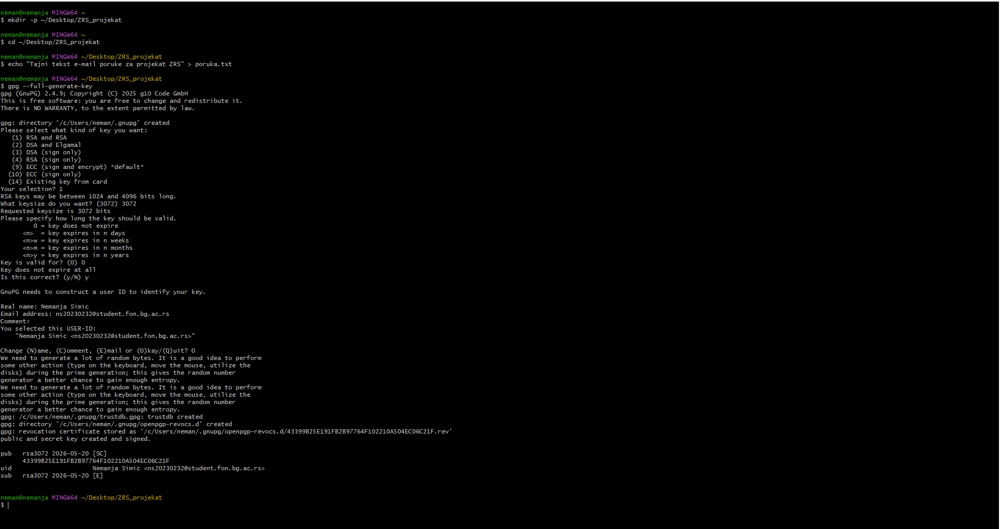 neman@nemanja MINGW64 ~
$ mkdir -p ~/Desktop/ZRS_projekat
neman@nemanja MINGW64 ~
$ cd ~/Desktop/ZRS_projekat
neman@nemanja MINGW64 ~/Desktop/ZRS_projekat
$ echo "Tajni tekst e-mail poruke za projekat ZRS" > poruka.txt
neman@nemanja MINGW64 ~/Desktop/ZRS_projekat
$ gpg --full-generate-key
gpg (GnuPG) 2.4.9; Copyright (C) 2025 g10 Code GmbH
This is free software: you are free to change and redistribute it.
There is NO WARRANTY, to the extent permitted by law.
gpg: directory '/c/Users/neman/.gnupg' created
Please select what kind of key you want:
   (1) RSA and RSA
   (2) DSA and Elgamal
   (3) DSA (sign only)
   (4) RSA (sign only)
   (9) ECC (sign and encrypt) *default*
  (10) ECC (sign only)
  (14) Existing key from card
Your selection? 1
RSA keys may be between 1024 and 4096 bits long.
What keysize do you want? (3072) 3072
Requested keysize is 3072 bits
Please specify how long the key should be valid.
         0 = key does not expire
      <n>  = key expires in n days
      <n>w = key expires in n weeks
      <n>m = key expires in n months
      <n>y = key expires in n years
Key is valid for? (0) 0
Key does not expire at all
Is this correct? (y/N) y
GnuPG needs to construct a user ID to identify your key.
Real name: Nemanja Simic
Email address: ns20230232@student.fon.bg.ac.rs
Comment:
You selected this USER-ID:
    "Nemanja Simic <ns20230232@student.fon.bg.ac.rs>"
Change (N)ame, (C)omment, (E)mail or (O)kay/(Q)uit? O
We need to generate a lot of random bytes. It is a good idea to perform
some other action (type on the keyboard, move the mouse, utilize the
disks) during the prime generation; this gives the random number
generator a better chance to gain enough entropy.
We need to generate a lot of random bytes. It is a good idea to perform
some other action (type on the keyboard, move the mouse, utilize the
disks) during the prime generation; this gives the random number
generator a better chance to gain enough entropy.
gpg: /c/Users/neman/.gnupg/trustdb.gpg: trustdb created
gpg: directory '/c/Users/neman/.gnupg/openpgp-revocs.d' created
gpg: revocation certificate stored as '/c/Users/neman/.gnupg/openpgp-revocs.d/43399B25E191FB2B97764F102210A504EC06C21F.rev'
public and secret key created and signed.
pub   rsa3072 2026-05-20 [SC]
      43399B25E191FB2B97764F102210A504EC06C21F
uid                      Nemanja Simic <ns20230232@student.fon.bg.ac.rs>
sub   rsa3072 2026-05-20 [E]
neman@nemanja MINGW64 ~/Desktop/ZRS_projekat
$